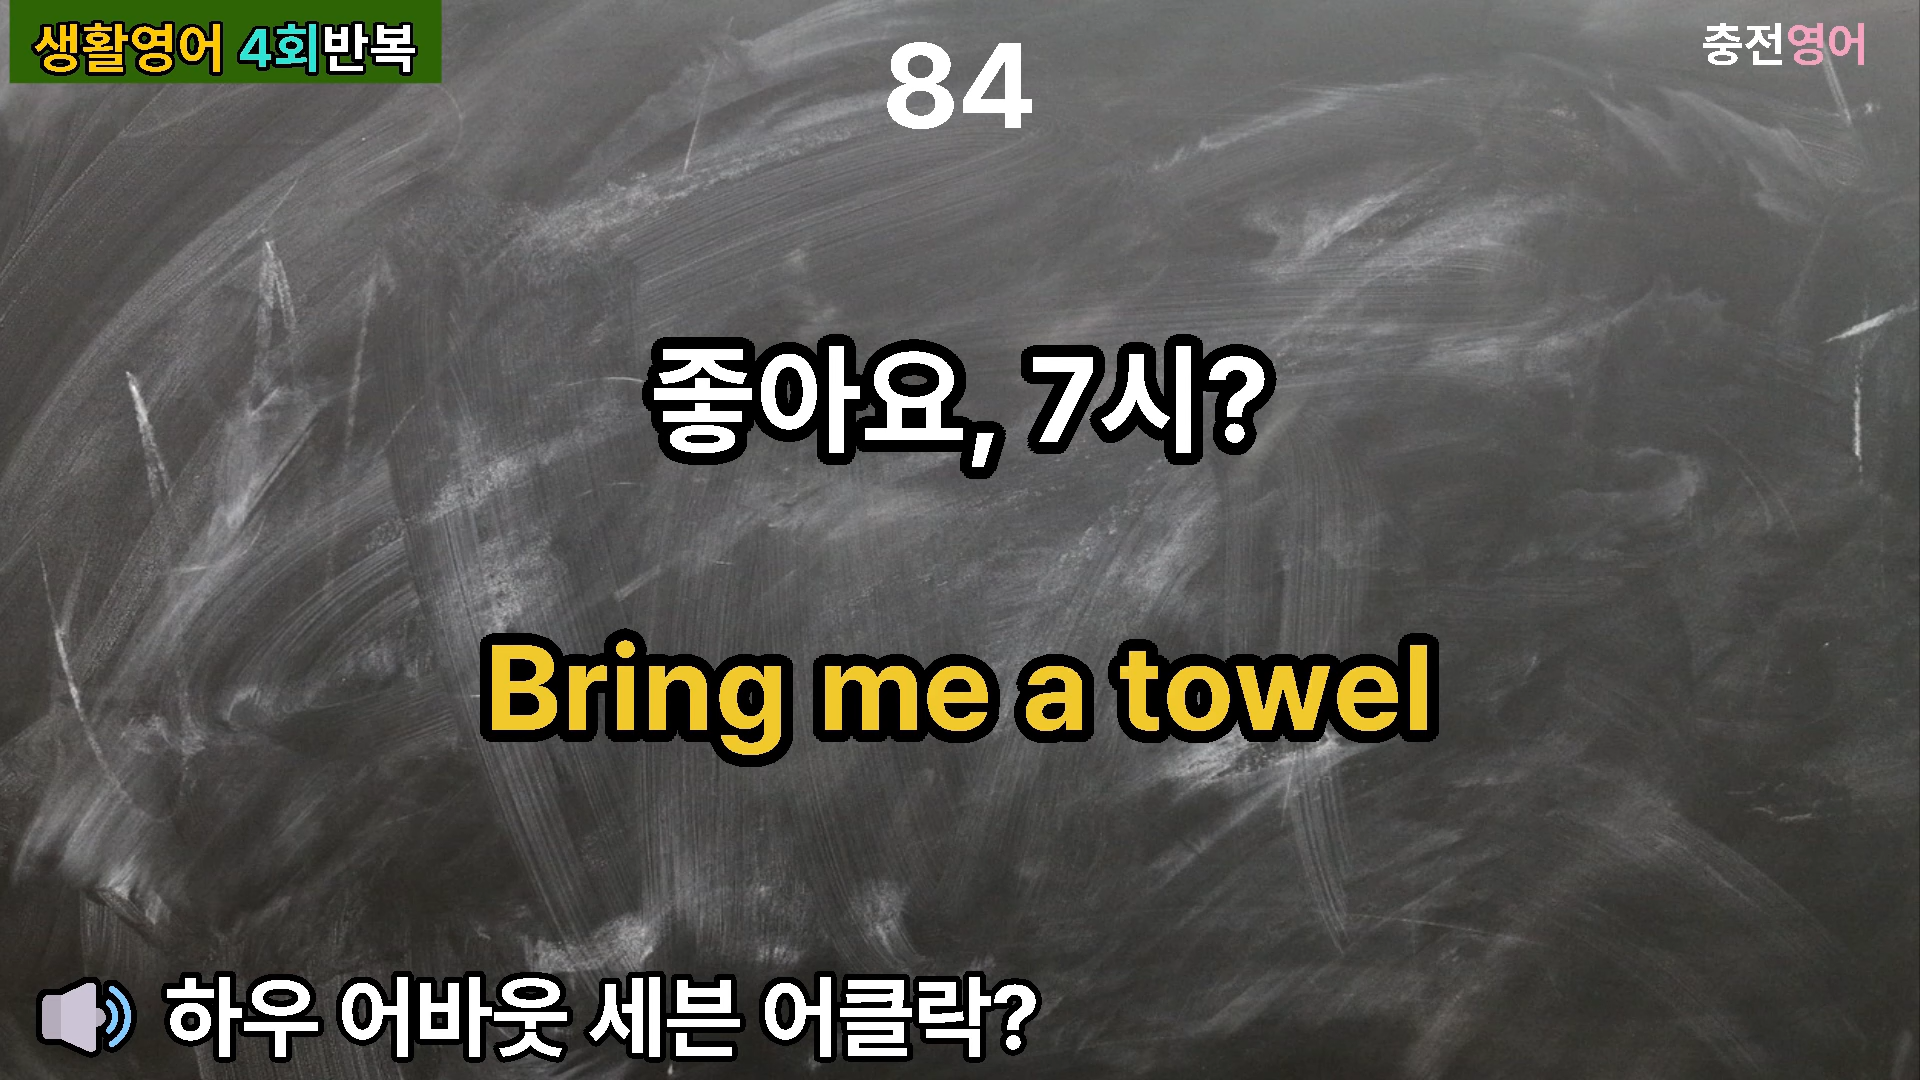 생활영어 4회반복
84
충전영어
좋아요, 7시?
Bring me a towel
하우 어바웃 세븐 어클락?